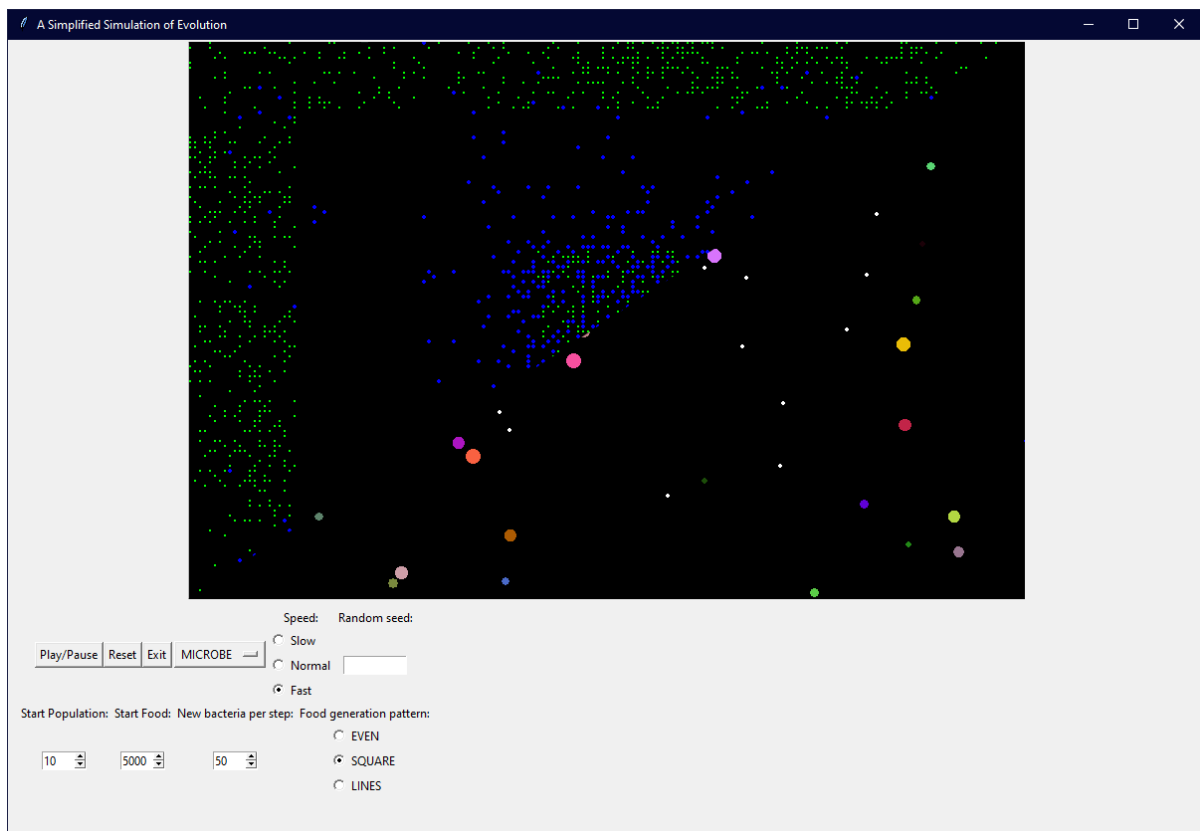 A Simplified Simulation of Evolution
Speed: Random seed:
Slow
Play/Pause Reset Exit MICROBE
Normal
Fast
Start Population: Start Food: New bacteria per step: Food generation pattern:
EVEN
10 5000 50 SQUARE
LINES